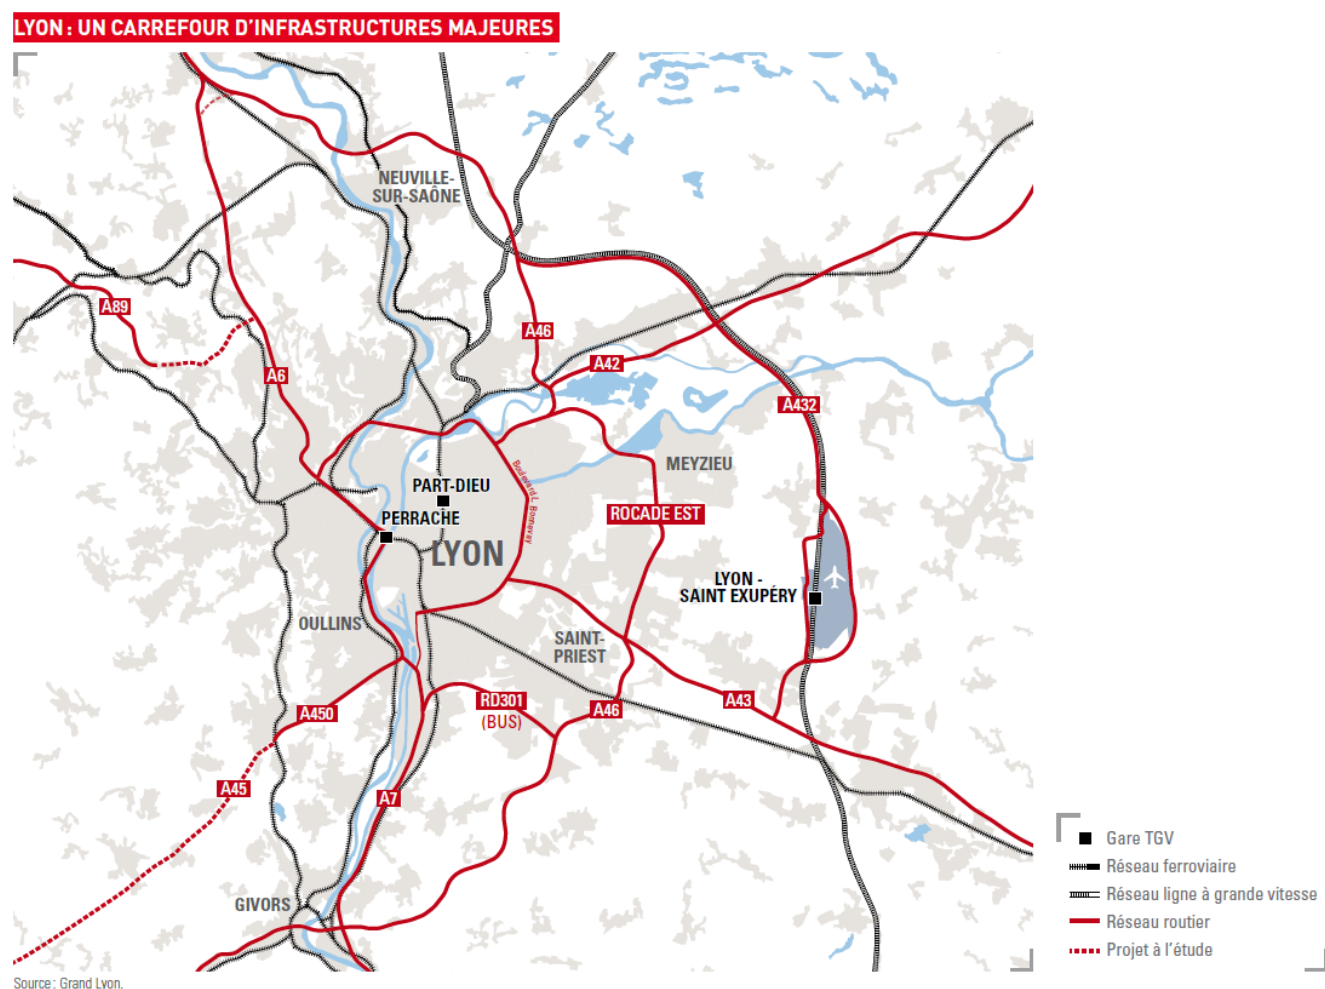 LYON : UN CARREFOUR D'INFRASTRUCTURES MAJEURES
NEUVILLE-
SUR-SAÔNE
A89
A46
A42
A6
A432
MEYZIEU
PART-DIEU
Boulevard L. Bonnevay
PERRACHE
ROCADE EST
LYON
LYON -
SAINT EXUPÉRY
OULLINS
SAINT-
PRIEST
RD301
(BUS)
A43
A46
A450
A45
A7
GIVORS
Gare TGV
Réseau ferroviaire
Réseau ligne à grande vitesse
Réseau routier
Projet à l'étude
Source : Grand Lyon.